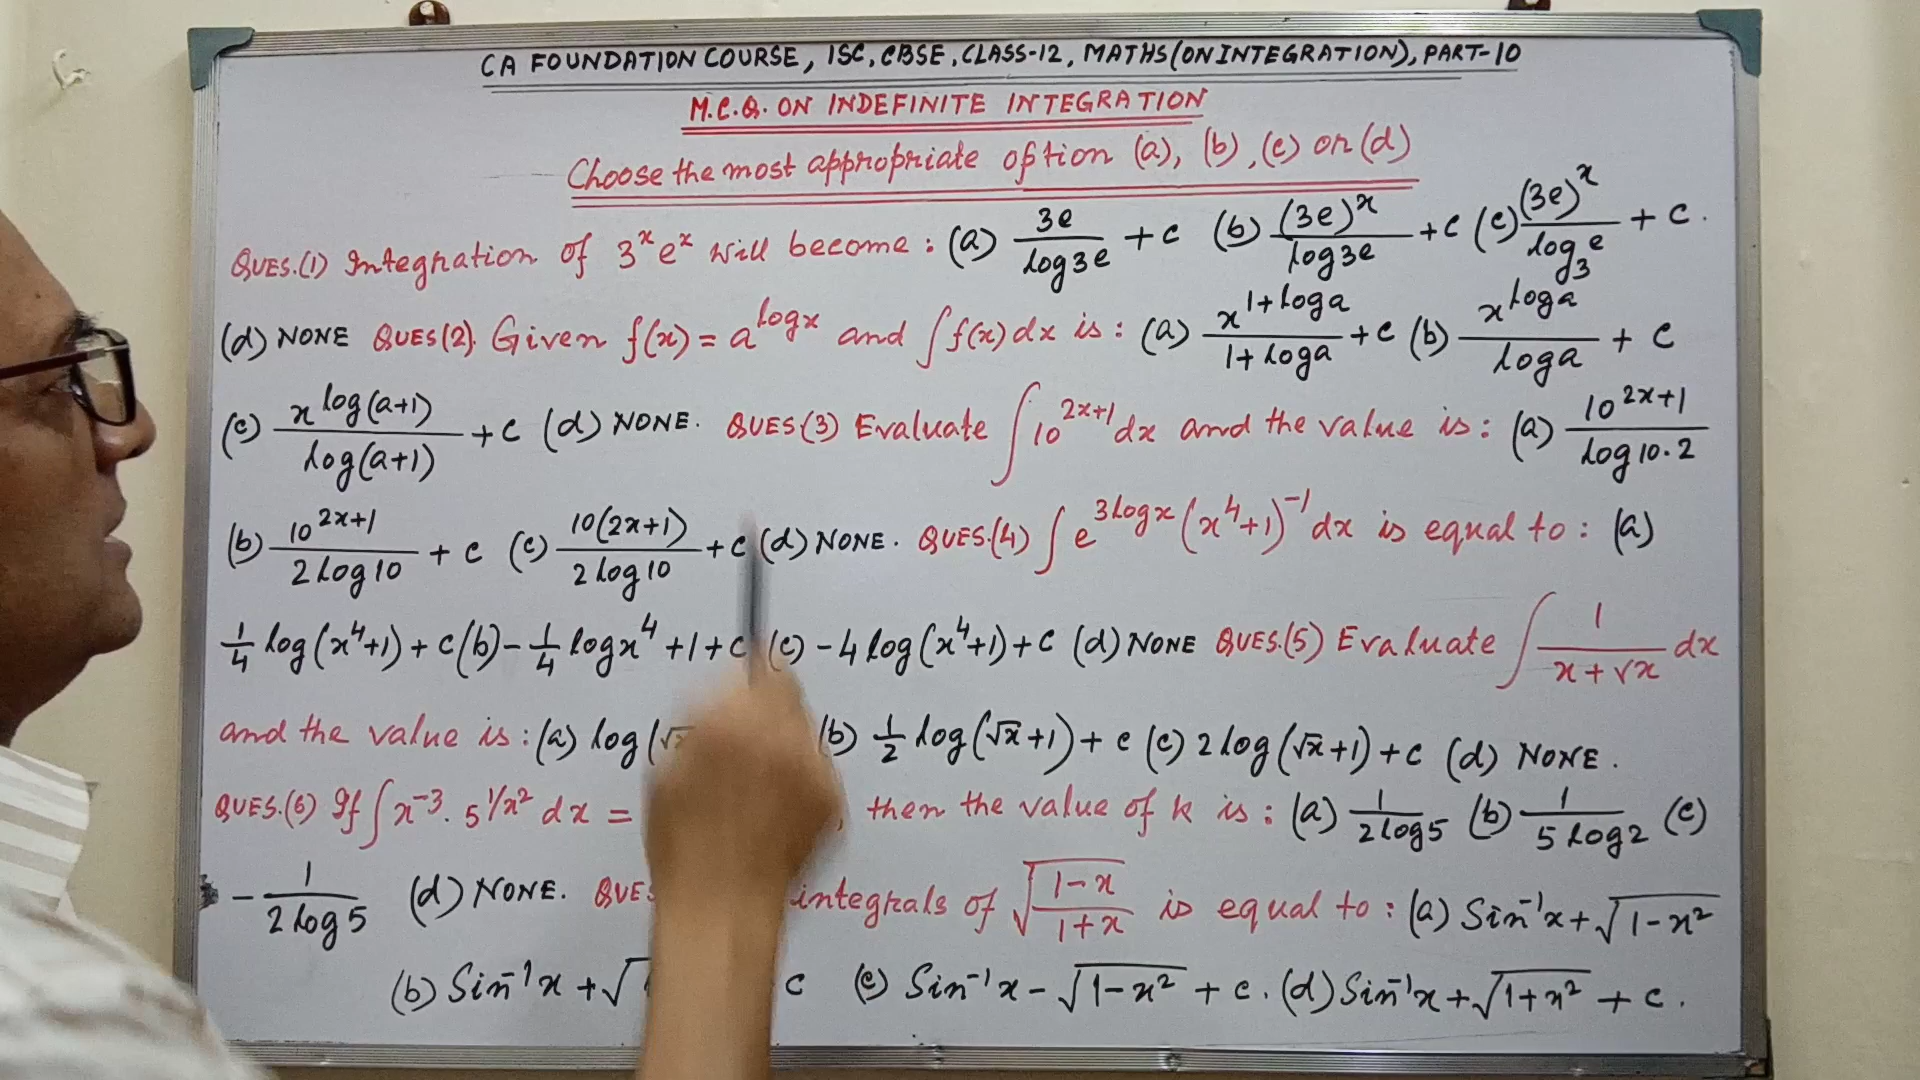 CA FOUNDATION COURSE, ISC, CBSE, CLASS-12, MATHS (ON INTEGRATION), PART-10
M.C.Q. ON INDEFINITE INTEGRATION
Choose the most appropriate option (a), (b), (c) or (d)
QUES.(1) Integration of 3^x e^x will become: (a) 3e/log3e + c (b) (3e)^x/log3e + c (c) (3e)^x/log_3 e + c.
(d) NONE QUES(2). Given f(x) = a^logx and ∫f(x)dx is: (a) x^(1+loga)/(1+loga) + c (b) x^loga/loga + c
(c) x^log(a+1)/log(a+1) + c (d) NONE. QUES(3) Evaluate ∫10^(2x+1) dx and the value is: (a) 10^(2x+1)/log10.2
(b) 10^(2x+1)/2log10 + c (c) 10(2x+1)/2log10 + c (d) NONE. QUES.(4) ∫e^(3logx) (x^4+1)^-1 dx is equal to: (a)
1/4 log(x^4+1) + c (b) -1/4 logx^4+1+c (c) -4log(x^4+1)+c (d) NONE QUES.(5) Evaluate ∫ 1/(x+√x) dx
and the value is: (a) log(√x (b) 1/2 log(√x+1)+c (c) 2log(√x+1)+c (d) NONE.
QUES.(6) If ∫x^-3. 5^(1/x²) dx = , then the value of k is: (a) 1/2log5 (b) 1/5log2 (c)
-1/2log5 (d) NONE. QUES integrals of √((1-x)/(1+x)) is equal to: (a) Sin⁻¹x+√(1-x²)
(b) Sin⁻¹x +√ c (c) Sin⁻¹x-√(1-x²) + c. (d) Sin⁻¹x+√(1+x²) + c.